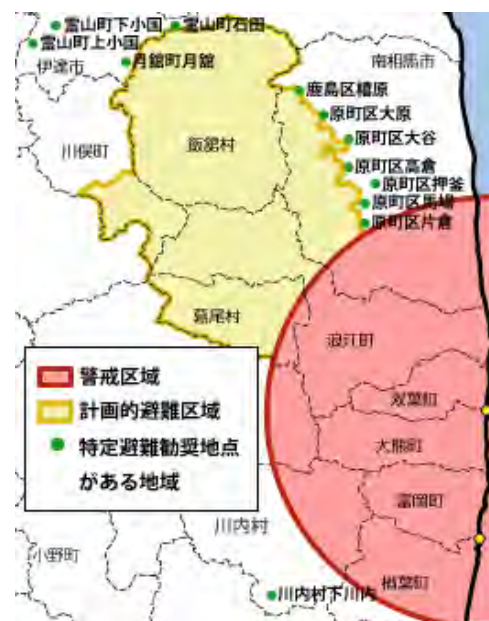 霊山町下小国
霊山町石田
霊山町上小国
伊達市
月舘町月舘
南相馬市
鹿島区橲原
原町区大原
川俣町
飯舘村
原町区大谷
原町区高倉
原町区押釜
原町区馬場
原町区片倉
葛尾村
浪江町
警戒区域
計画的避難区域
特定避難勧奨地点
がある地域
双葉町
大熊町
富岡町
川内村
小野町
楢葉町
川内村下川内